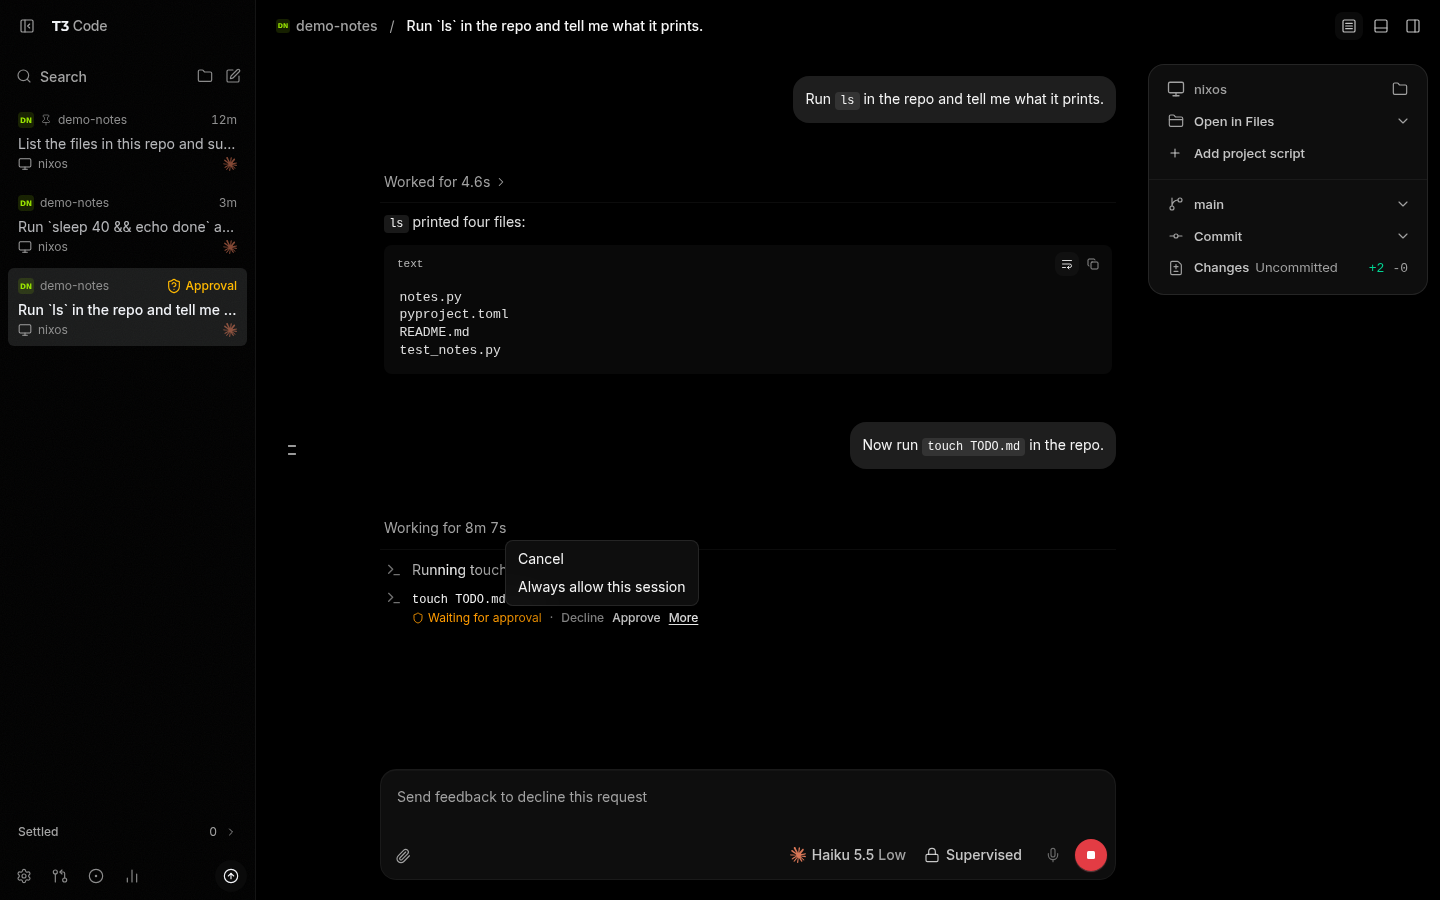 T3 Code
Search
DN demo-notes 12m
List the files in this repo and su...
nixos
DN demo-notes 3m
Run `sleep 40 && echo done` a...
nixos
DN demo-notes Approval
Run `ls` in the repo and tell me ...
nixos
Settled 0
DN demo-notes / Run `ls` in the repo and tell me what it prints.
Run ls in the repo and tell me what it prints.
Worked for 4.6s
ls printed four files:
text
notes.py
pyproject.toml
README.md
test_notes.py
Now run touch TODO.md in the repo.
Working for 8m 7s
Cancel
Always allow this session
Running touch
touch TODO.md
Waiting for approval · Decline Approve More
Send feedback to decline this request
Haiku 5.5 Low Supervised
nixos
Open in Files
Add project script
main
Commit
Changes Uncommitted +2 -0